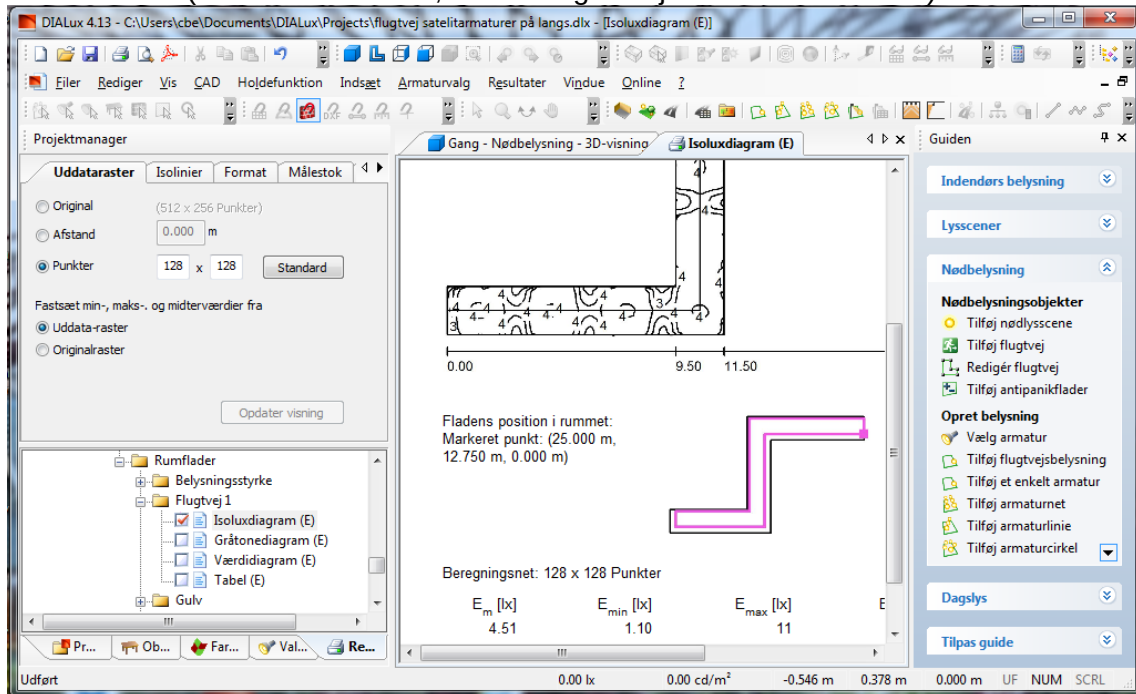 DIALux 4.13 - C:\Users\cbe\Documents\DIALux\Projects\flugtvej satelitarmaturer på langs.dlx - [Isoluxdiagram (E)]
Filer Rediger Vis CAD Holdefunktion Indsæt Armaturvalg Resultater Vindue Online ?
Projektmanager
Uddataraster Isolinier Format Målestok
Original (512 x 256 Punkter)
Afstand 0.000 m
Punkter 128 x 128 Standard
Fastsæt min-, maks-. og midterværdier fra
Uddata-raster
Originalraster
Opdater visning
Rumflader
Belysningsstyrke
Flugtvej 1
Isoluxdiagram (E)
Gråtonediagram (E)
Værdidiagram (E)
Tabel (E)
Gulv
Pr... Ob... Far... Val... Re...
Gang - Nødbelysning - 3D-visning Isoluxdiagram (E)
0.00 9.50 11.50
Fladens position i rummet:
Markeret punkt: (25.000 m,
12.750 m, 0.000 m)
Beregningsnet: 128 x 128 Punkter
Em [lx] Emin [lx] Emax [lx] E
4.51 1.10 11
Guiden
Indendørs belysning
Lysscener
Nødbelysning
Nødbelysningsobjekter
Tilføj nødlysscene
Tilføj flugtvej
Redigér flugtvej
Tilføj antipanikflader
Opret belysning
Vælg armatur
Tilføj flugtvejsbelysning
Tilføj et enkelt armatur
Tilføj armaturnet
Tilføj armaturlinie
Tilføj armaturcirkel
Dagslys
Tilpas guide
Udført 0.00 lx 0.00 cd/m² -0.546 m 0.378 m 0.000 m UF NUM SCRL